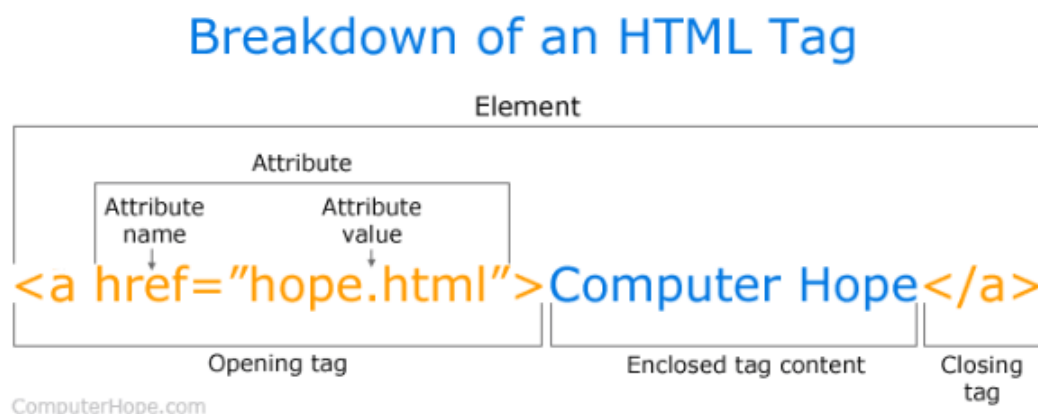 Breakdown of an HTML Tag
Element
Attribute
Attribute name
Attribute value
<a href=”hope.html”>Computer Hope</a>
Opening tag
Enclosed tag content
Closing tag
ComputerHope.com